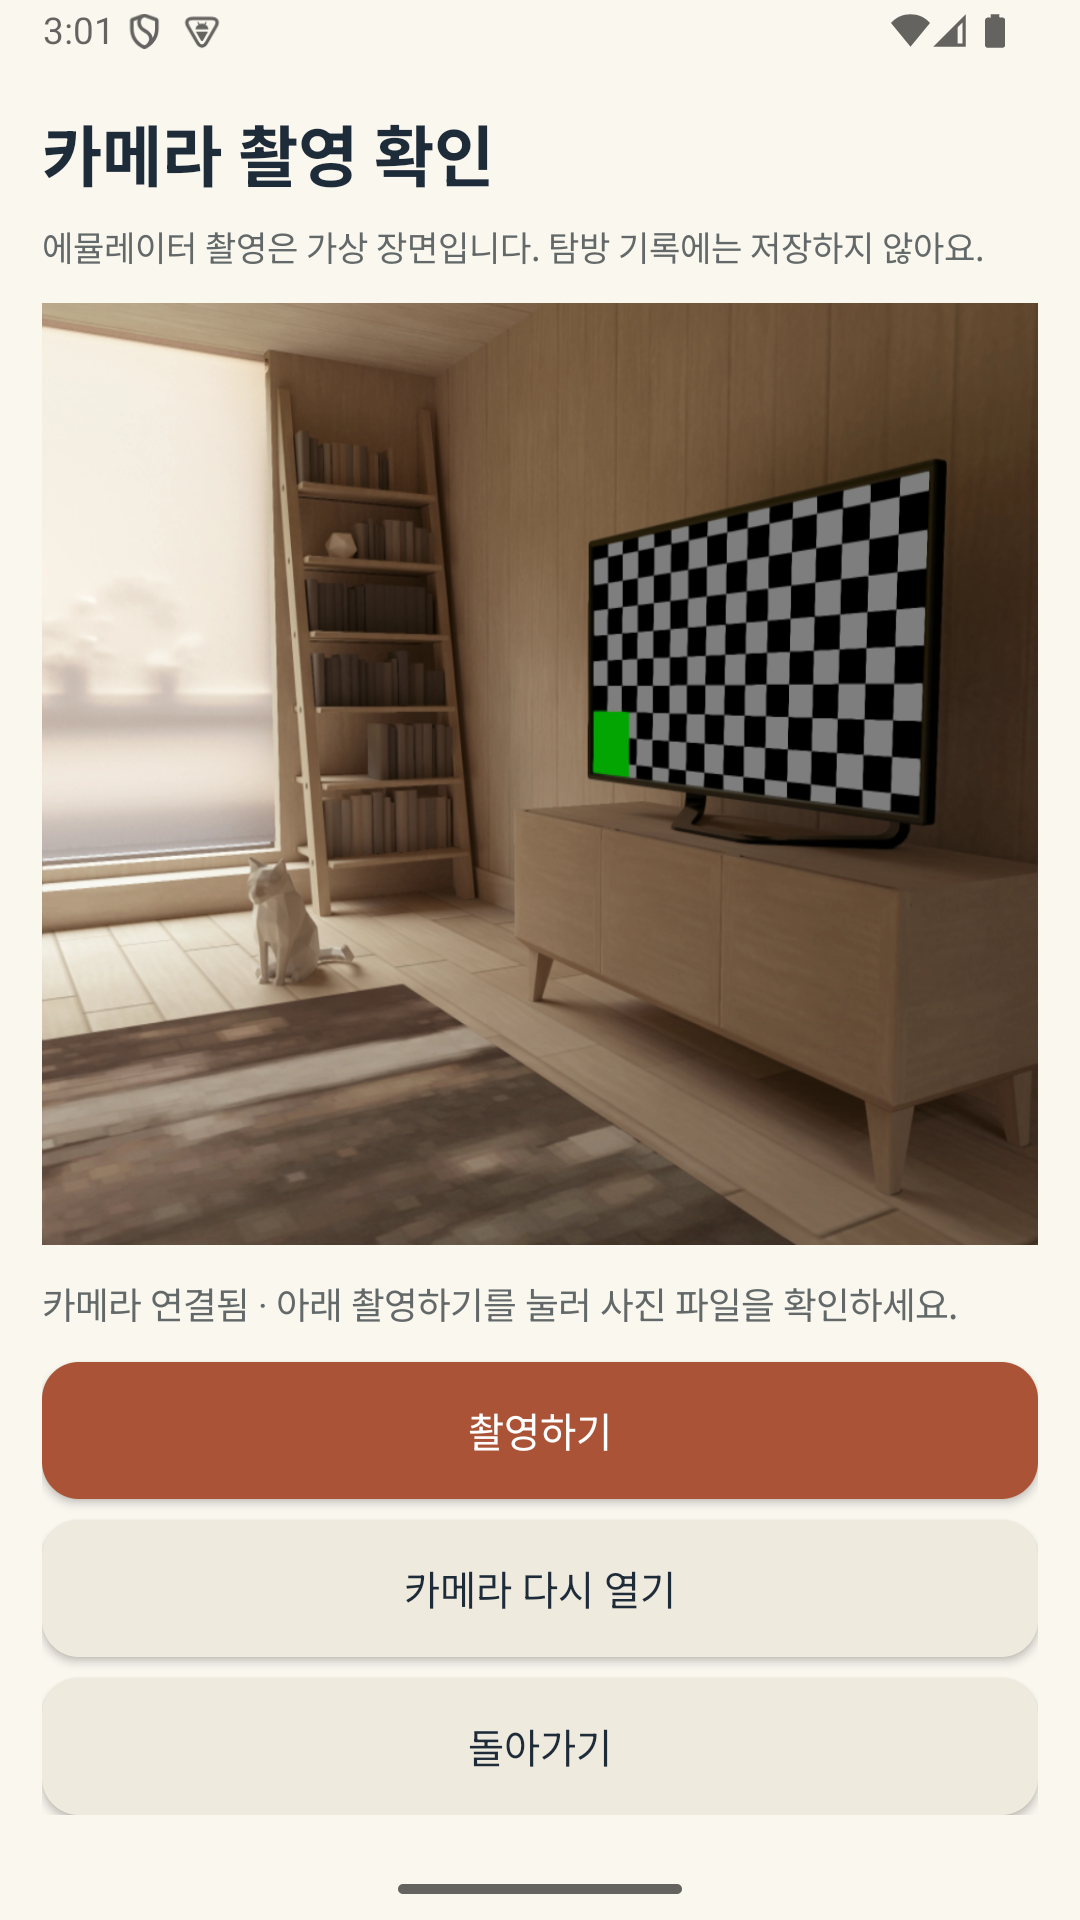 3:01
카메라 촬영 확인
에뮬레이터 촬영은 가상 장면입니다. 탐방 기록에는 저장하지 않아요.
카메라 연결됨 · 아래 촬영하기를 눌러 사진 파일을 확인하세요.
촬영하기
카메라 다시 열기
돌아가기